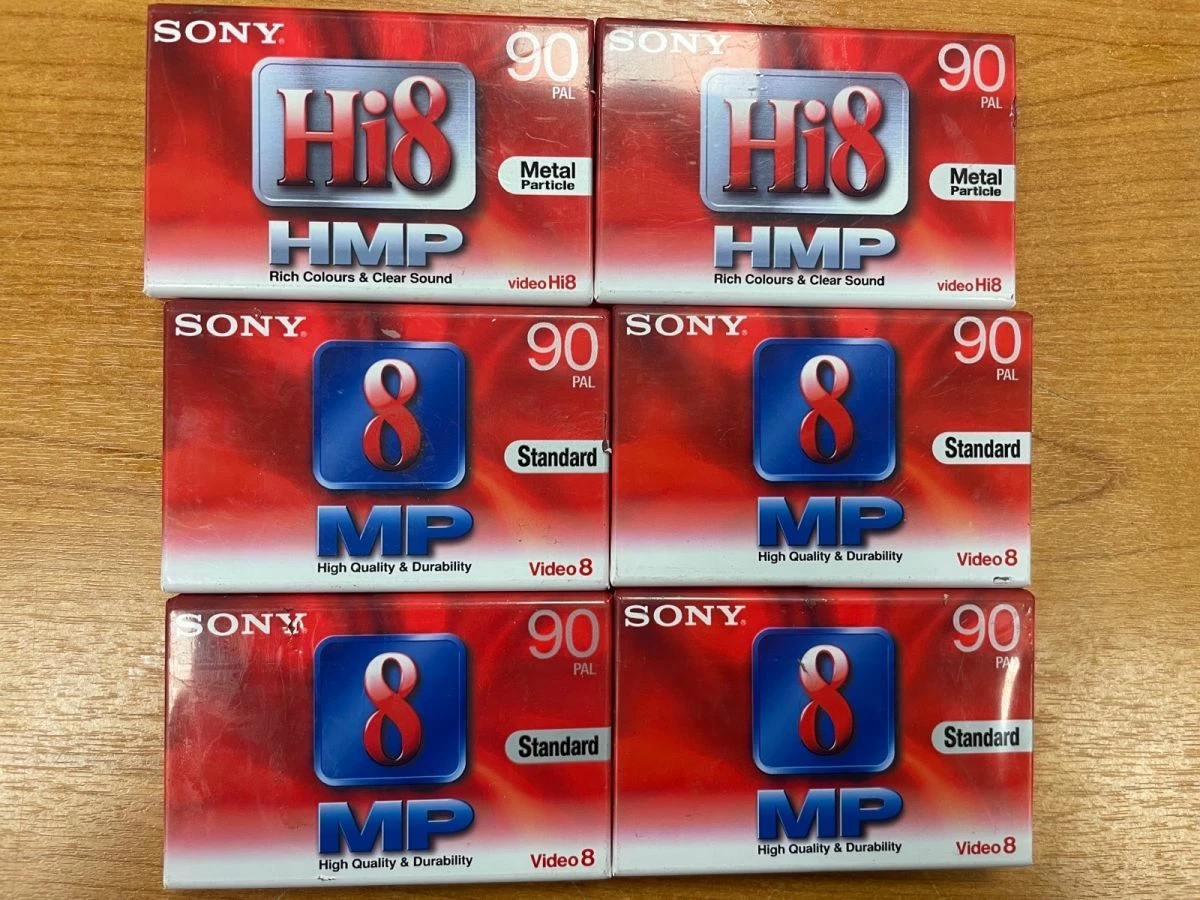 SONY
90
PAL
Hi8
Metal
Particle
HMP
Rich Colours & Clear Sound
video Hi8
SONY
90
PAL
Hi8
Metal
Particle
HMP
Rich Colours & Clear Sound
video Hi8
SONY
90
PAL
8
Standard
MP
High Quality & Durability
Video 8
SONY
90
PAL
8
Standard
MP
High Quality & Durability
Video 8
SONY
90
PAL
8
Standard
MP
High Quality & Durability
Video 8
SONY
90
PAL
8
Standard
MP
High Quality & Durability
Video 8